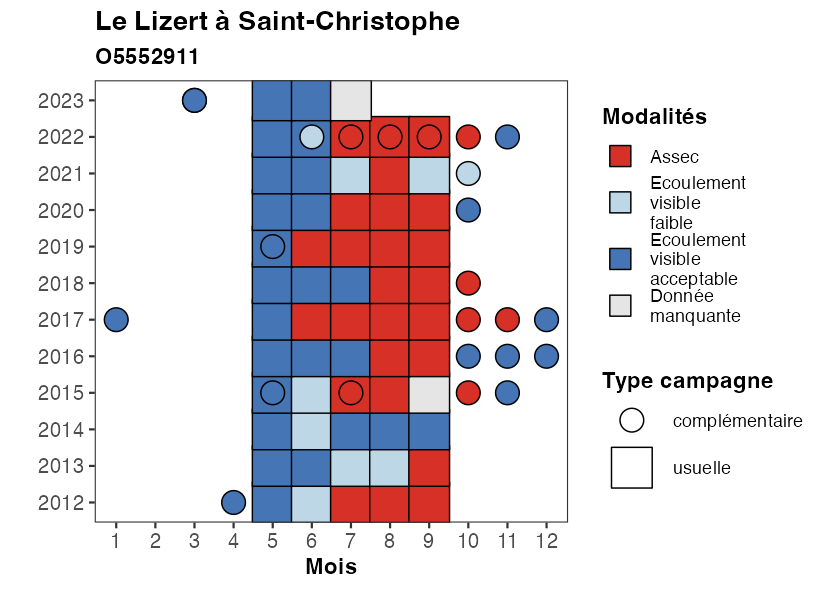 Le Lizert à Saint-Christophe
O5552911
2023
2022
2021
2020
2019
2018
2017
2016
2015
2014
2013
2012
1 2 3 4 5 6 7 8 9 10 11 12
Mois
Modalités
Assec
Ecoulement
visible
faible
Ecoulement
visible
acceptable
Donnée
manquante
Type campagne
complémentaire
usuelle